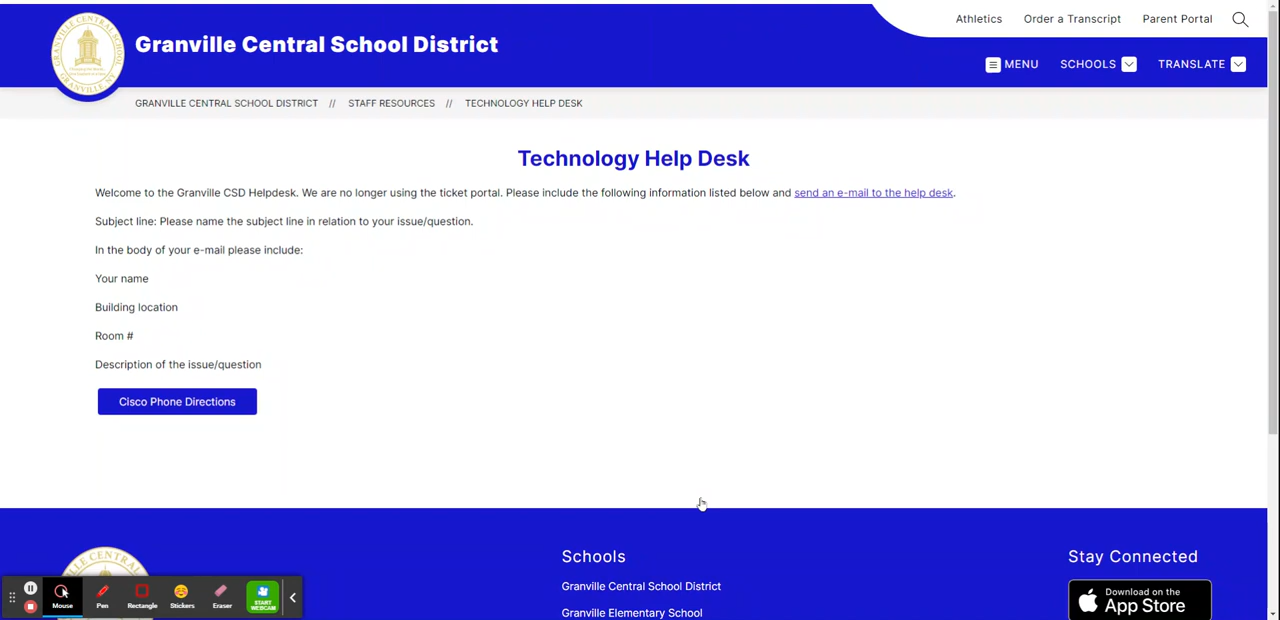 Athletics Order a Transcript Parent Portal
Granville Central School District
MENU SCHOOLS TRANSLATE
GRANVILLE CENTRAL SCHOOL DISTRICT // STAFF RESOURCES // TECHNOLOGY HELP DESK
Technology Help Desk
Welcome to the Granville CSD Helpdesk. We are no longer using the ticket portal. Please include the following information listed below and send an e-mail to the help desk.
Subject line: Please name the subject line in relation to your issue/question.
In the body of your e-mail please include:
Your name
Building location
Room #
Description of the issue/question
Cisco Phone Directions
Schools
Stay Connected
Granville Central School District
Granville Elementary School
Download on the
App Store
Mouse Pen Rectangle Stickers Eraser
START
WEBCAM